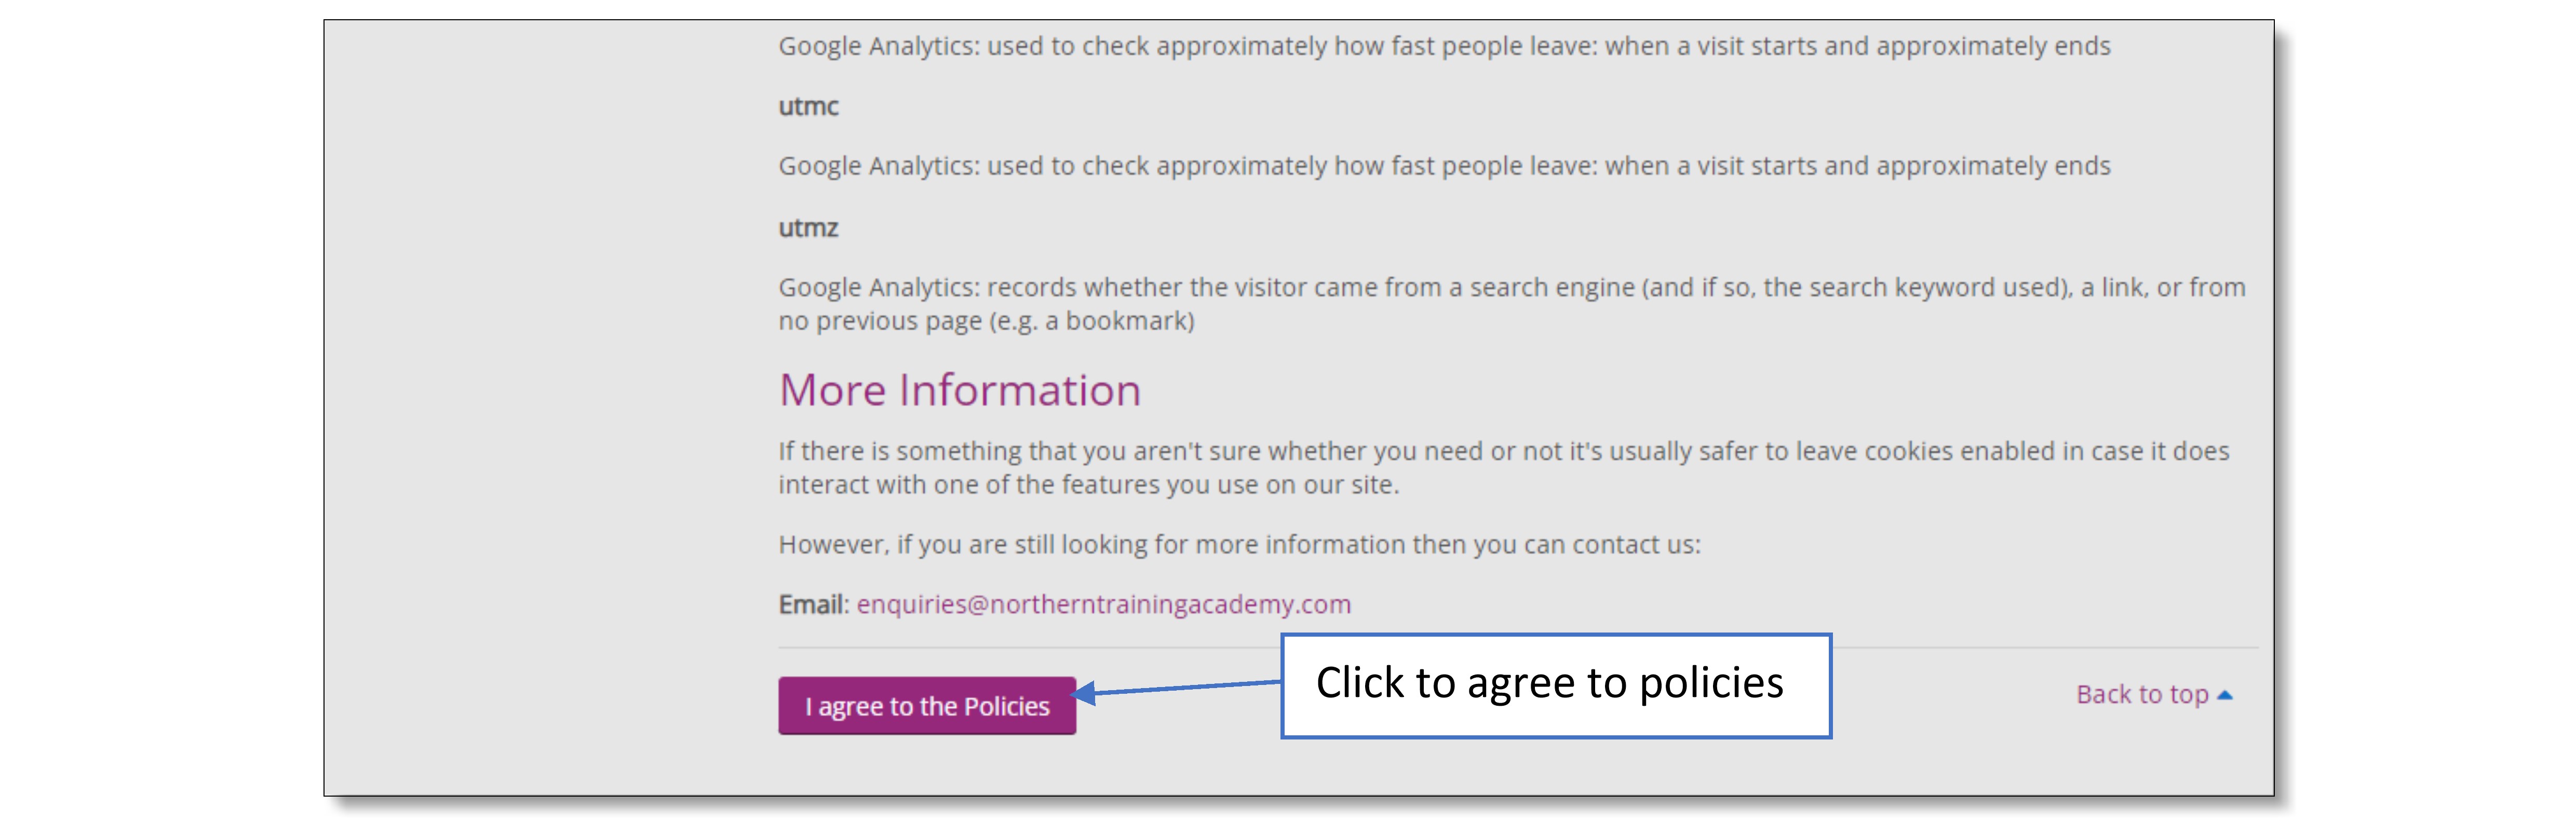 Google Analytics: used to check approximately how fast people leave: when a visit starts and approximately ends
utmc
Google Analytics: used to check approximately how fast people leave: when a visit starts and approximately ends
utmz
Google Analytics: records whether the visitor came from a search engine (and if so, the search keyword used), a link, or from
no previous page (e.g. a bookmark)
More Information
If there is something that you aren't sure whether you need or not it's usually safer to leave cookies enabled in case it does
interact with one of the features you use on our site.
However, if you are still looking for more information then you can contact us:
Email: enquiries@northerntrainingacademy.com
I agree to the Policies
Click to agree to policies
Back to top